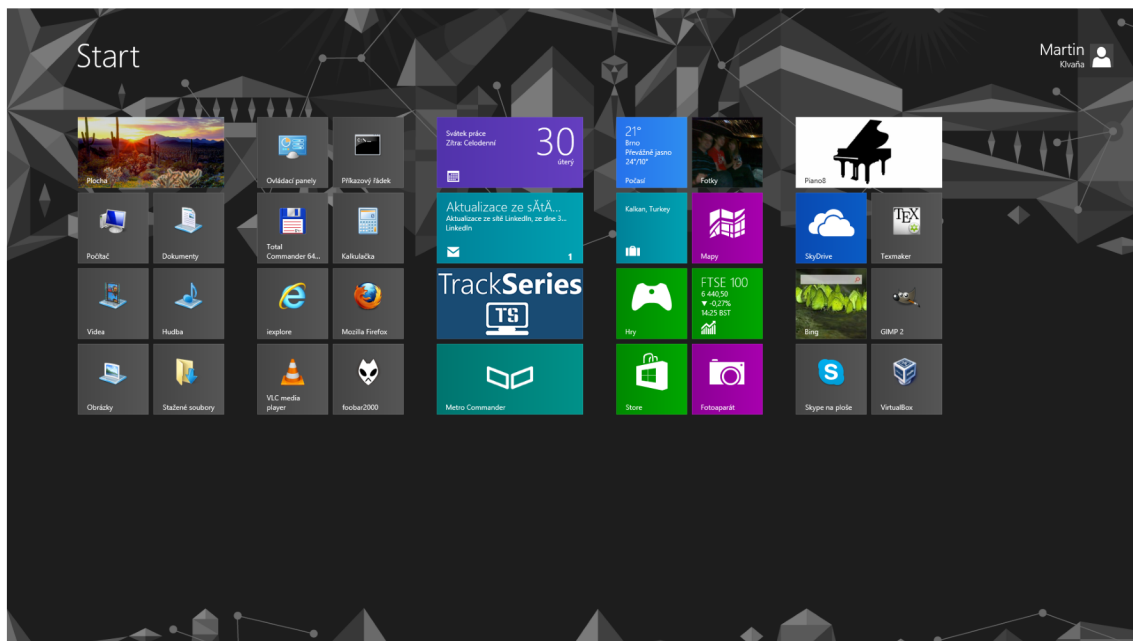 Start
Martin
Klvaňa
Plocha
Počítač
Dokumenty
Videa
Hudba
Obrázky
Stažené soubory
Ovládací panely
C:\_
Příkazový řádek
Total
Commander 64...
Kalkulačka
iexplore
Mozilla Firefox
VLC media
player
foobar2000
Svátek práce
Zítra: Celodenní
30
úterý
Aktualizace ze sĂ­tÄ...
Aktualizace ze sítě LinkedIn, ze dne 3...
LinkedIn
1
TrackSeries
TS
Metro Commander
21°
Brno
Převážně jasno
24°/10°
Počasí
Fotky
Kalkan, Turkey
Mapy
Hry
FTSE 100
6 440,50
▼ -0,27%
14:25 BST
Store
Fotoaparát
Piano8
SkyDrive
TEX
Texmaker
Bing
GIMP 2
S
Skype na ploše
VirtualBox